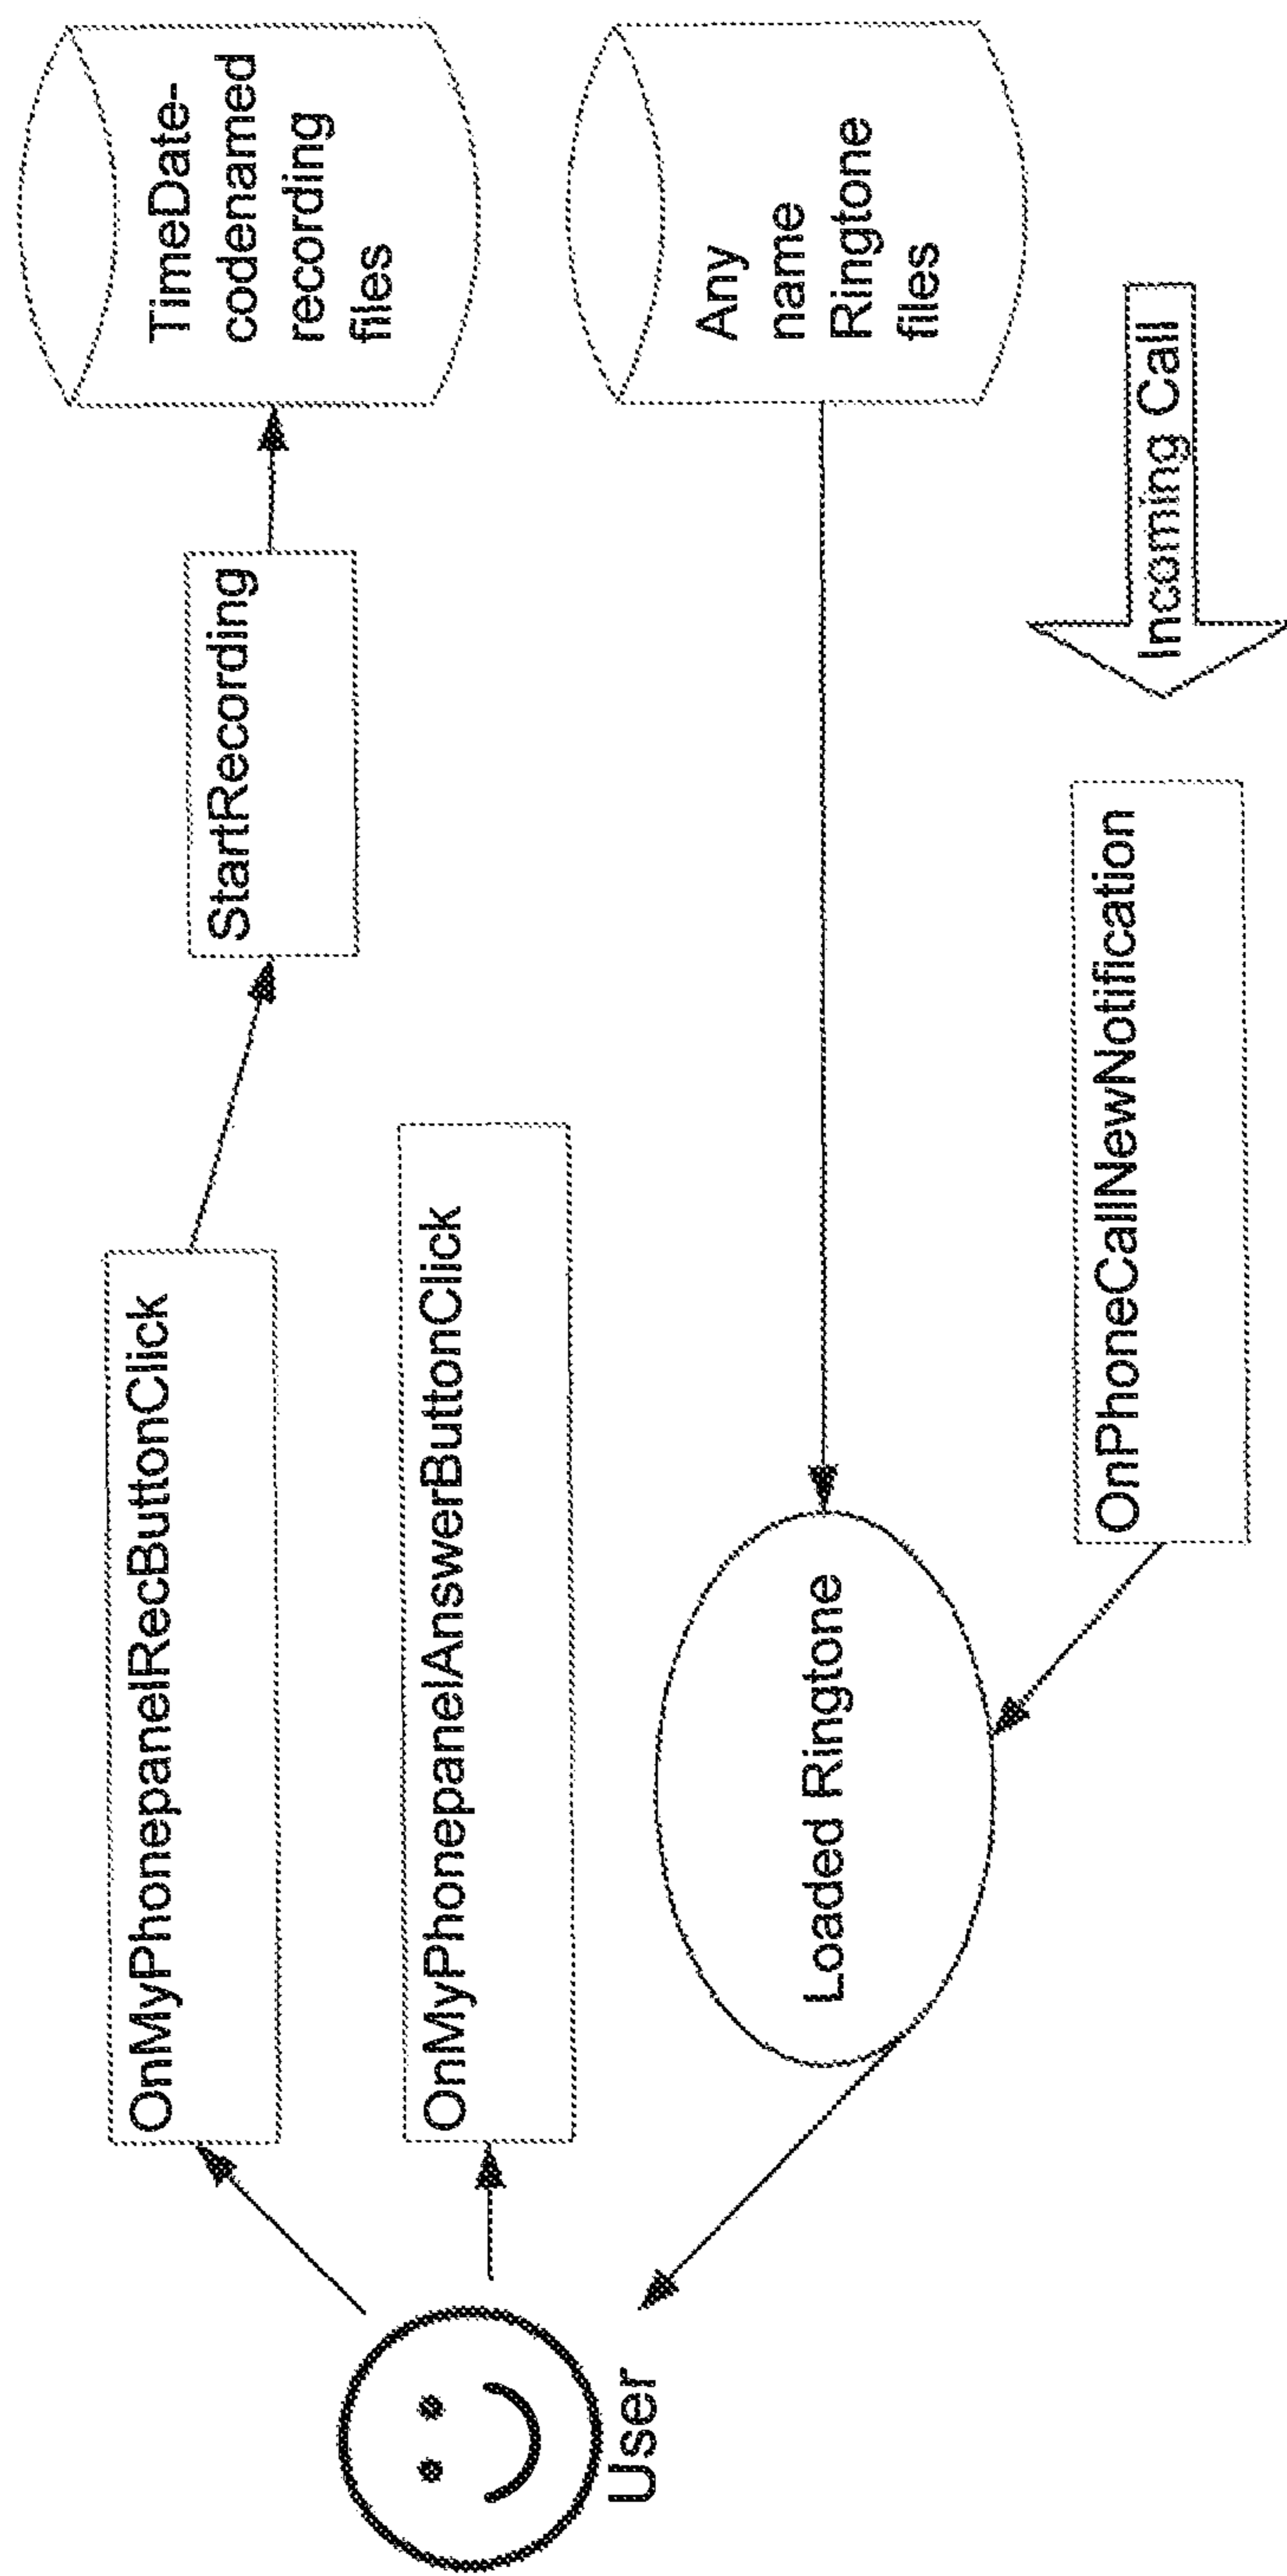 OnMyPhonepanelRecButtonClick
StartRecording
TimeDate-
codenamed
recording
files
OnMyPhonepanelAnswerButtonClick
User
Loaded Ringtone
Any
name
Ringtone
files
OnPhoneCallNewNotification
Incoming Call